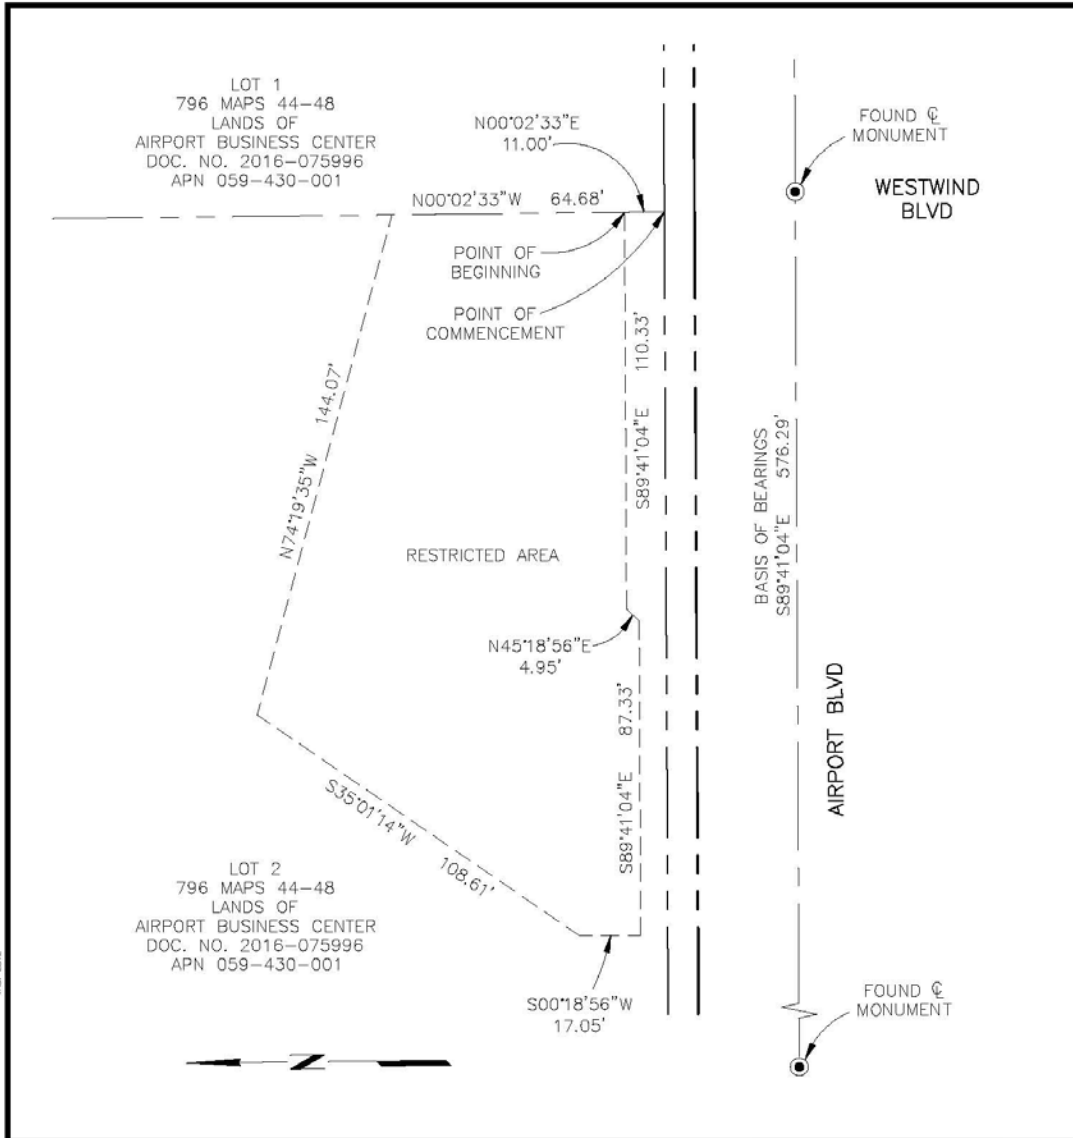 LOT 1
796 MAPS 44-48
LANDS OF
AIRPORT BUSINESS CENTER
DOC. NO. 2016-075996
APN 059-430-001
N00°02'33"E
11.00'
FOUND ℄
MONUMENT
WESTWIND
BLVD
N00°02'33"W 64.68'
POINT OF
BEGINNING
POINT OF
COMMENCEMENT
S89°41'04"E 110.33'
N74°19'35"W 144.07'
BASIS OF BEARINGS
S89°41'04"E 576.29'
RESTRICTED AREA
N45°18'56"E
4.95'
S89°41'04"E 87.33'
AIRPORT BLVD
S35°01'14"W 108.61'
LOT 2
796 MAPS 44-48
LANDS OF
AIRPORT BUSINESS CENTER
DOC. NO. 2016-075996
APN 059-430-001
S00°18'56"W
17.05'
FOUND ℄
MONUMENT
N